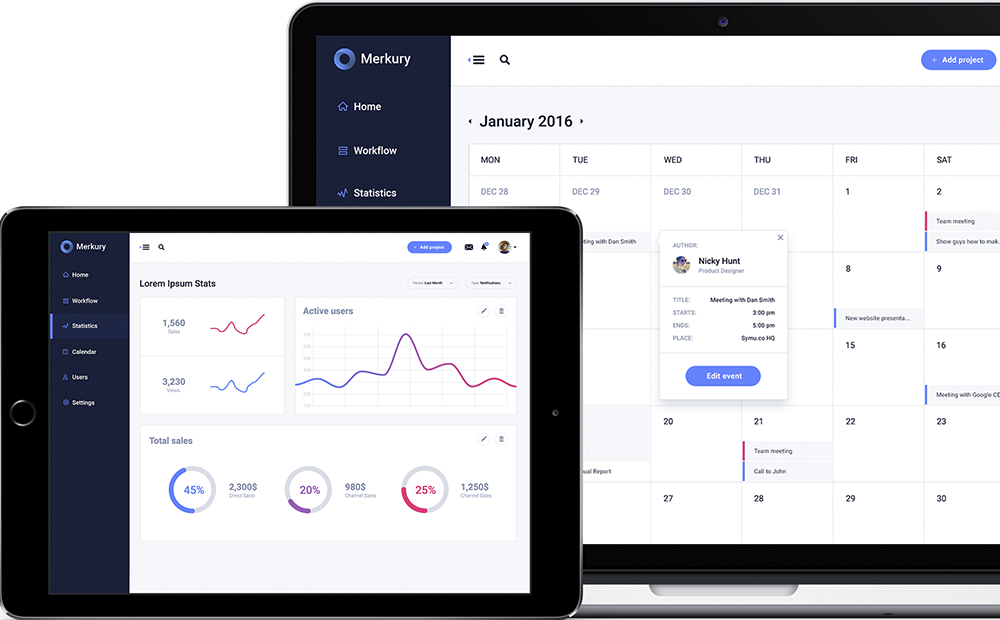 Merkury
Home
Workflow
Statistics
+ Add project
January 2016
MON TUE WED THU FRI SAT
DEC 28 DEC 29 DEC 30 DEC 31 1 2
Team meeting
Show guys how to mak.
ting with Dan Smith
AUTHOR:
Nicky Hunt
Product Designer
TITLE: Meeting with Dan Smith
STARTS: 3:00 pm
ENDS: 5:00 pm
PLACE: Symu.co HQ
Edit event
8 9
New website presenta...
15 16
Meeting with Google CE
20 21 22 23
Team meeting
Call to John
ual Report
27 28 29 30
Merkury
Home
Workflow
Statistics
Calendar
Users
Settings
+ Add project
Lorem Ipsum Stats
Period: Last Month
Type: Notifications
1,560
Sales
3,230
Views
Active users
Total sales
45%
2,300$
Direct Sales
20%
980$
Channel Sales
25%
1,250$
Channel Sales